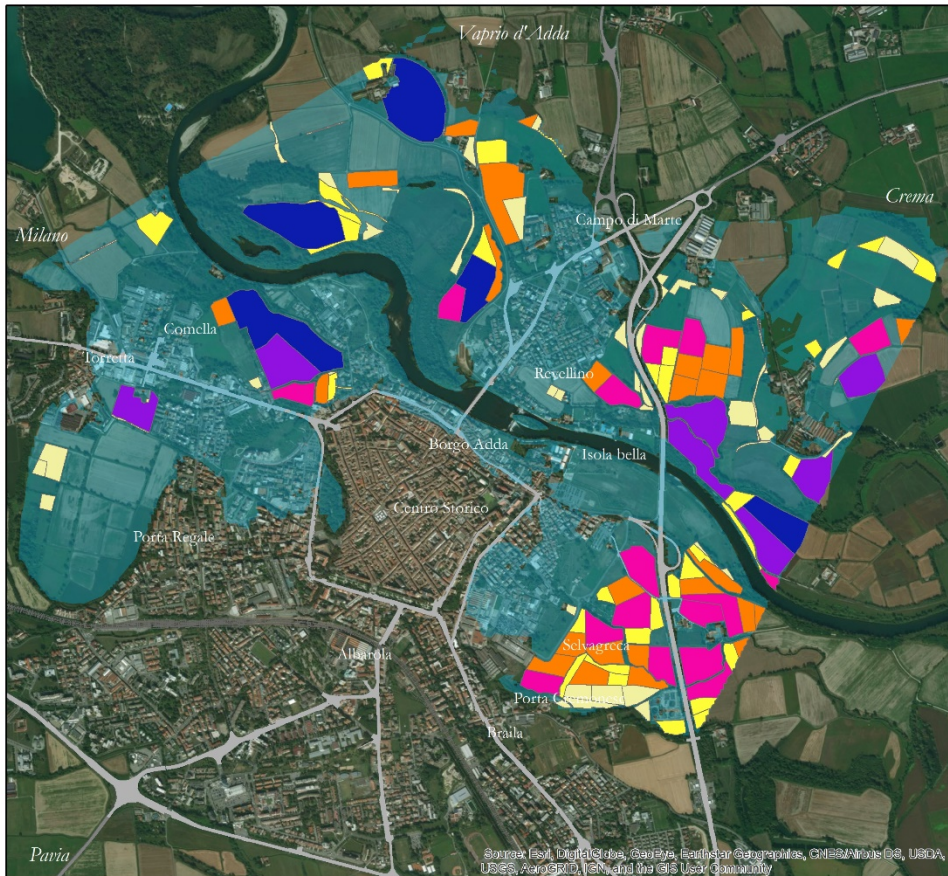 Vaprio d'Adda
Crema
Campo di Marte
Milano
Comella
Torretta
Revellino
Borgo Adda
Isola bella
Centro Storico
Porta Regale
Selvagreca
Albarola
Porta Cremonese
Braila
Pavia
Source: Esri, DigitalGlobe, GeoEye, Earthstar Geographics, CNES/Airbus DS, USDA,
USGS, AeroGRID, IGN, and the GIS User Community